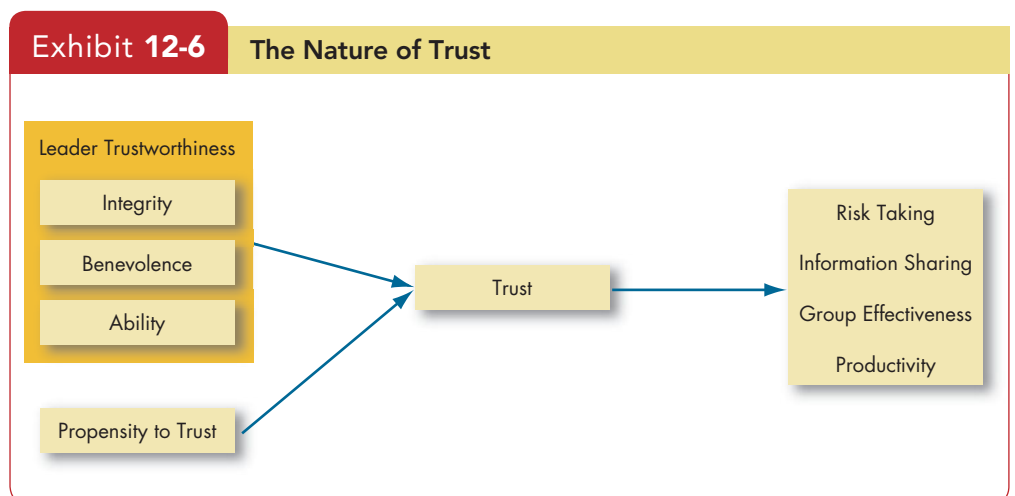 Exhibit 12-6
The Nature of Trust
Leader Trustworthiness
Integrity
Benevolence
Ability
Propensity to Trust
Trust
Risk Taking
Information Sharing
Group Effectiveness
Productivity